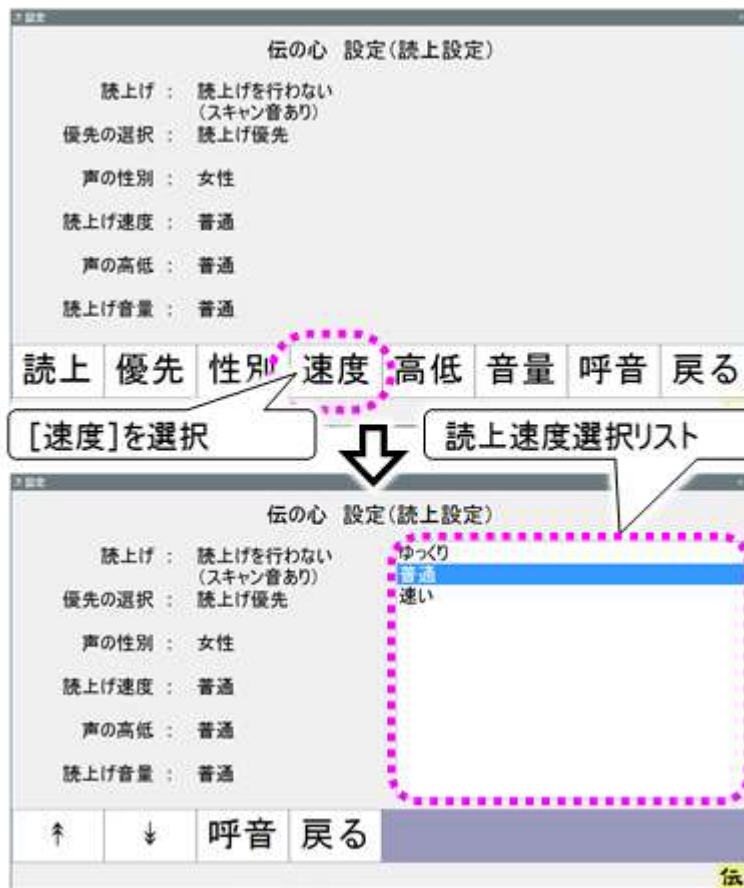 設定
伝の心 設定(読上設定)
読上げ : 読上げを行わない
(スキャン音あり)
優先の選択 : 読上げ優先
声の性別 : 女性
読上げ速度 : 普通
声の高低 : 普通
読上げ音量 : 普通
読上 優先 性別 速度 高低 音量 呼音 戻る
[速度]を選択
読上速度選択リスト
設定
伝の心 設定(読上設定)
読上げ : 読上げを行わない
(スキャン音あり)
優先の選択 : 読上げ優先
声の性別 : 女性
読上げ速度 : 普通
声の高低 : 普通
読上げ音量 : 普通
ゆっくり
普通
速い
↟ ↡ 呼音 戻る
伝